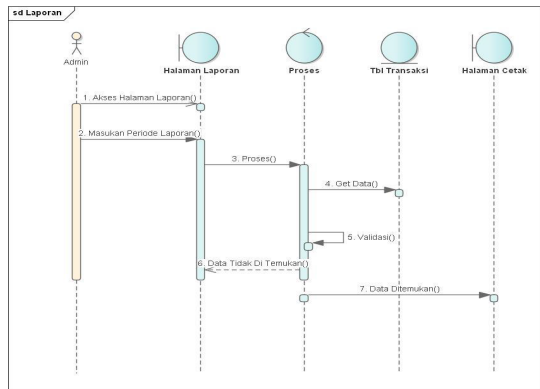 sd Laporan
Admin
Halaman Laporan
Proses
Tbl Transaksi
Halaman Cetak
1. Akses Halaman Laporan()
2. Masukan Periode Laporan()
3. Proses()
4. Get Data()
5. Validasi()
6. Data Tidak Di Temukan()
7. Data Ditemukan()